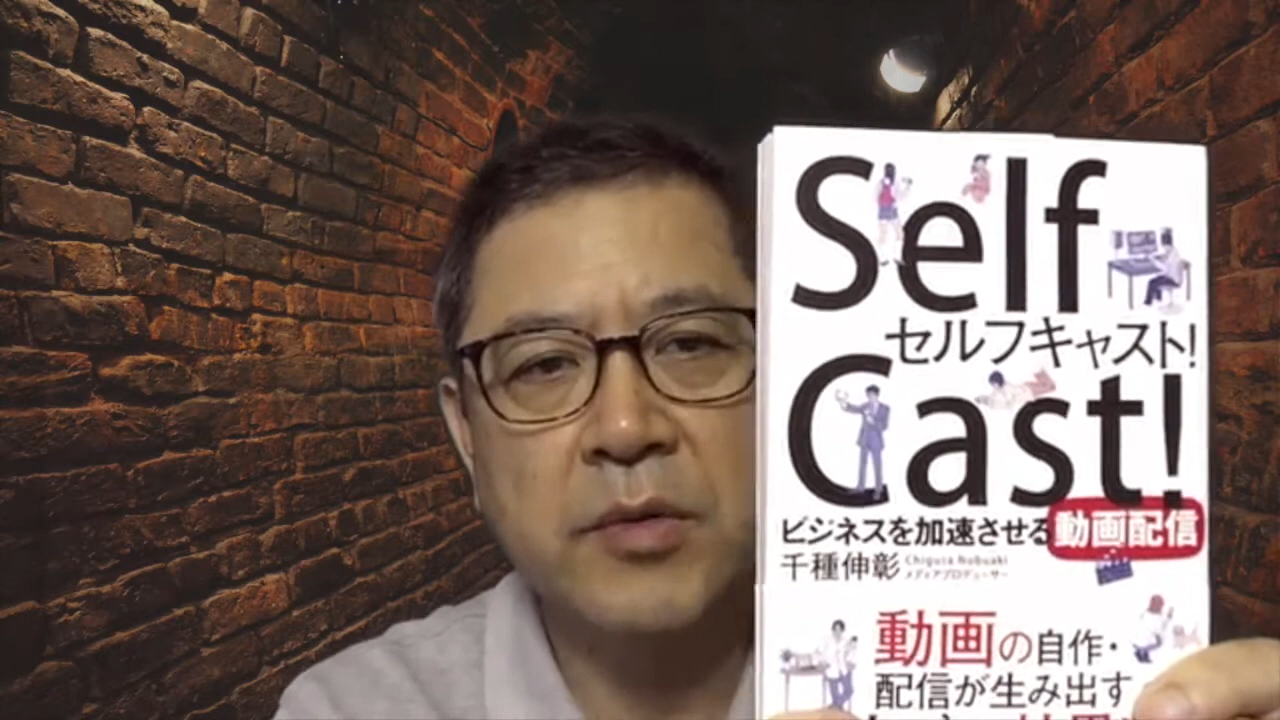 Self
セルフキャスト!
Cast!
ビジネスを加速させる動画配信
千種伸彰 Chigusa Nobuaki
メディアプロデューサー
動画の自作・
配信が生み出す